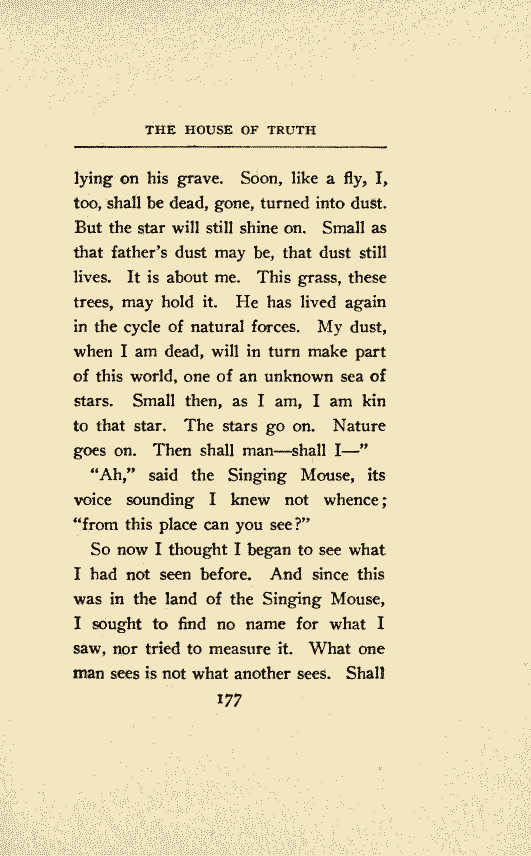 THE HOUSE OF TRUTH
lying on his grave. Soon, like a fly, I,
too, shall be dead, gone, turned into dust.
But the star will still shine on. Small as
that father's dust may be, that dust still
lives. It is about me. This grass, these
trees, may hold it. He has lived again
in the cycle of natural forces. My dust,
when I am dead, will in turn make part
of this world, one of an unknown sea of
stars. Small then, as I am, I am kin
to that star. The stars go on. Nature
goes on. Then shall man—shall I—”
“Ah,” said the Singing Mouse, its
voice sounding I knew not whence;
“from this place can you see?”
So now I thought I began to see what
I had not seen before. And since this
was in the land of the Singing Mouse,
I sought to find no name for what I
saw, nor tried to measure it. What one
man sees is not what another sees. Shall
177